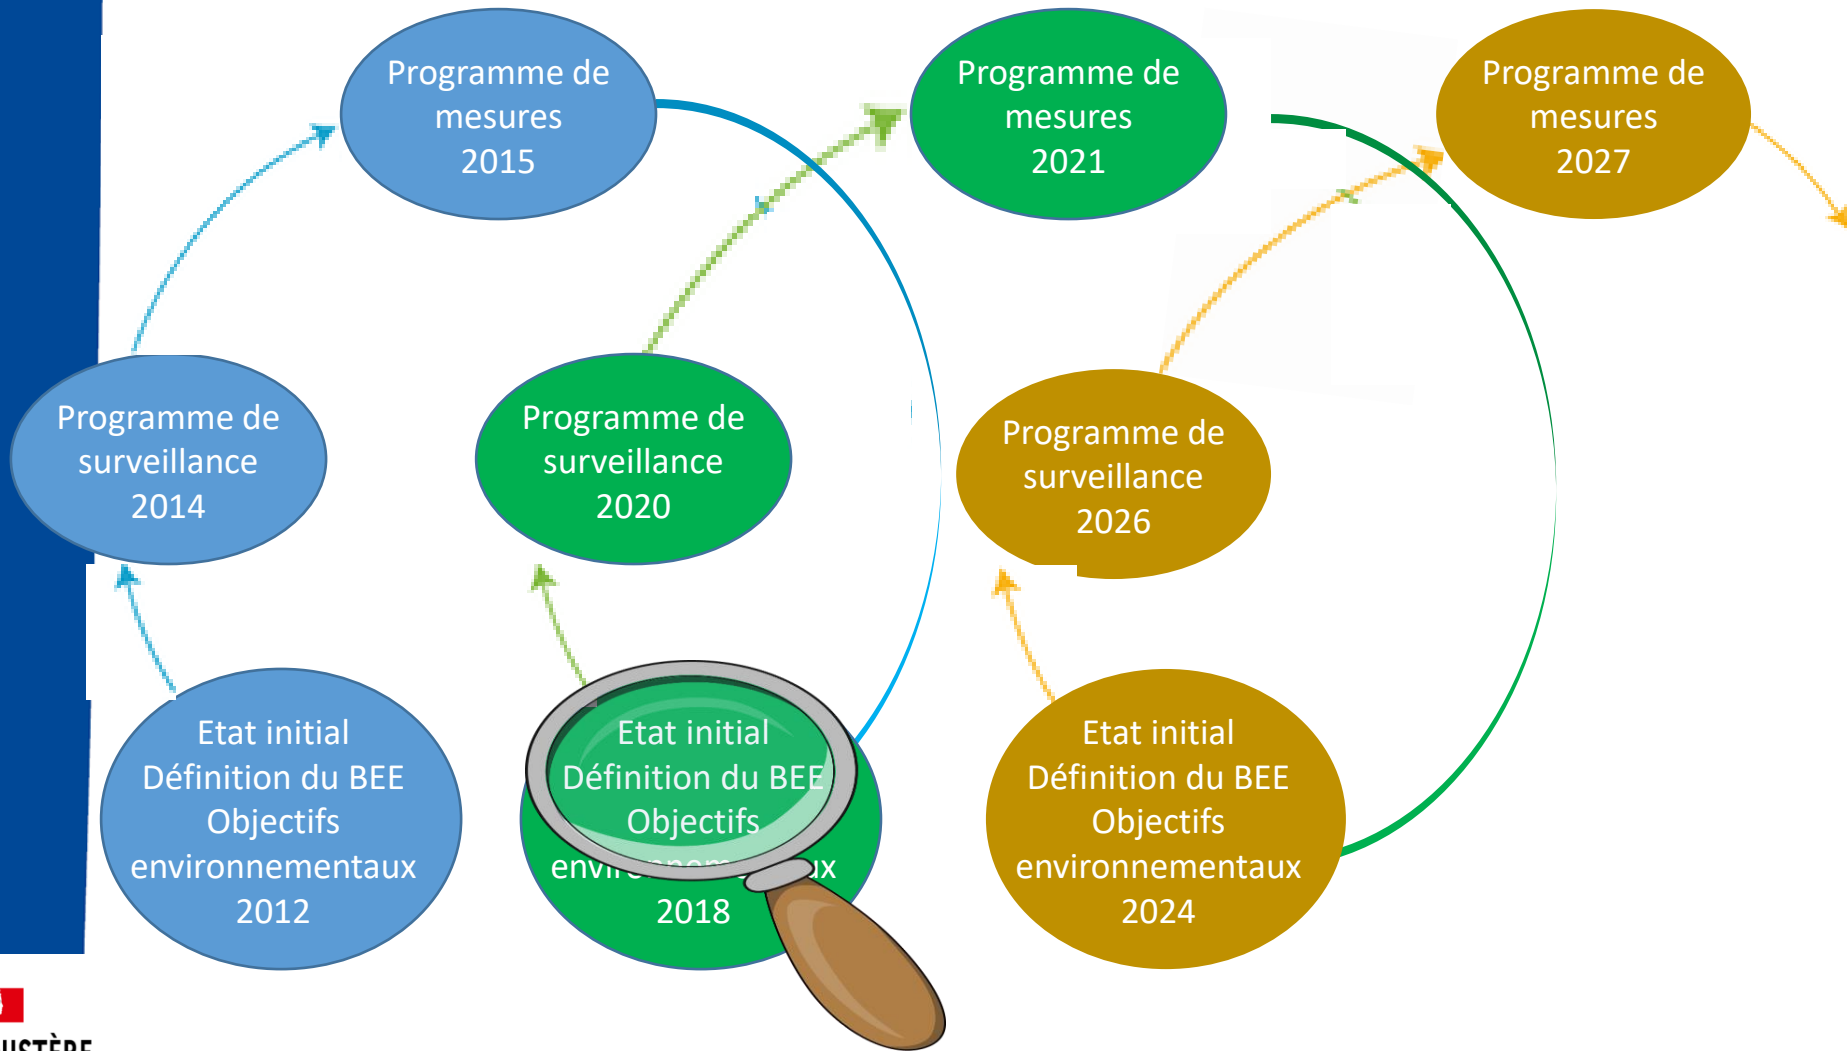 Programme de
mesures
2015
Programme de
mesures
2021
Programme de
mesures
2027
Programme de
surveillance
2014
Programme de
surveillance
2020
Programme de
surveillance
2026
Etat initial
Définition du BEE
Objectifs
environnementaux
2012
Etat initial
Définition du BEE
Objectifs
2018
Etat initial
Définition du BEE
Objectifs
environnementaux
2024